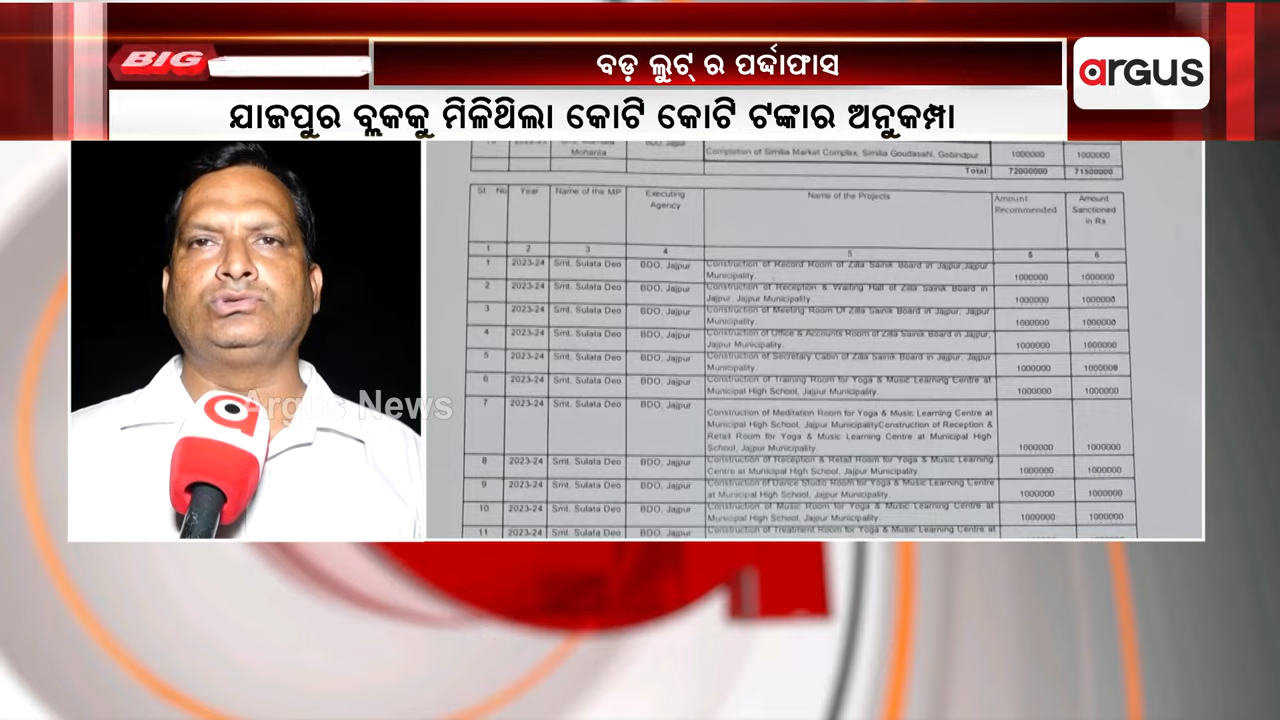 BIG
ବଡ଼ ଲୁଟ୍ ର ପର୍ଦ୍ଦାଫାସ
argus
ଯାଜପୁର ବ୍ଲକକୁ ମିଳିଥିଲା କୋଟି କୋଟି ଟଙ୍କାର ଅନୁକମ୍ପା
Argus News
Mohanta Completion of Similia Market Complex, Similia Goudasahi, Gobindpur 1000000 1000000
Total: 72000000 71500000
Sl. No Year Name of the MP Executing Agency Name of the Projects Amount Recommended Amount Sanctioned in Rs
1 2 3 4 5 5 6
1 2023-24 Smt. Sulata Deo BDO, Jajpur Construction of Record Room of Zilla Sainik Board in Jajpur,Jajpur
Municipality. 1000000 1000000
2 2023-24 Smt. Sulata Deo BDO, Jajpur Construction of Reception & Waiting Hall of Zilla Sainik Board in
Jajpur, Jajpur Municipality. 1000000 1000000
3 2023-24 Smt. Sulata Deo BDO, Jajpur Construction of Meeting Room Of Zilla Sainik Board in Jajpur, Jajpur
Municipality. 1000000 1000000
4 2023-24 Smt. Sulata Deo BDO, Jajpur Construction of Office & Accounts Room of Zilla Sainik Board in Jajpur,
Jajpur Municipality. 1000000 1000000
5 2023-24 Smt. Sulata Deo BDO, Jajpur Construction of Secretary Cabin of Zilla Sainik Board in Jajpur, Jajpur
Municipality. 1000000 1000000
6 2023-24 Smt. Sulata Deo BDO, Jajpur Construction of Training Room for Yoga & Music Learning Centre at
Municipal High School, Jajpur Municipality. 1000000 1000000
7 2023-24 Smt. Sulata Deo BDO, Jajpur
Construction of Meditation Room for Yoga & Music Learning Centre at
Municipal High School, Jajpur MunicipalityConstruction of Reception &
Retail Room for Yoga & Music Learning Centre at Municipal High
School, Jajpur Municipality. 1000000 1000000
8 2023-24 Smt. Sulata Deo BDO, Jajpur Construction of Reception & Retail Room for Yoga & Music Learning
Centre at Municipal High School, Jajpur Municipality. 1000000 1000000
9 2023-24 Smt. Sulata Deo BDO, Jajpur Construction of Dance Studio Room for Yoga & Music Learning Centre
at Municipal High School, Jajpur Municipality. 1000000 1000000
10 2023-24 Smt. Sulata Deo BDO, Jajpur Construction of Music Room for Yoga & Music Learning Centre at
Municipal High School, Jajpur Municipality. 1000000 1000000
11 2023-24 Smt. Sulata Deo BDO, Jajpur Construction of Treatment Room for Yoga & Music Learning Centre at